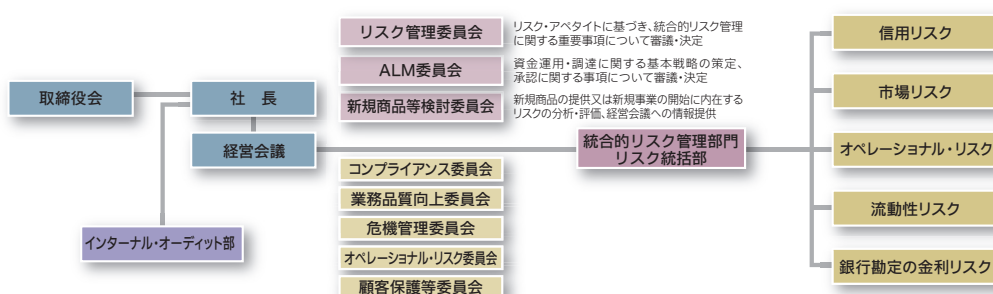 取締役会
社　長
経営会議
インターナル・オーディット部
リスク管理委員会
リスク・アペタイトに基づき、統合的リスク管理
に関する重要事項について審議・決定
ALM委員会
資金運用・調達に関する基本戦略の策定、
承認に関する事項について審議・決定
新規商品等検討委員会
新規商品の提供又は新規事業の開始に内在する
リスクの分析・評価、経営会議への情報提供
コンプライアンス委員会
業務品質向上委員会
危機管理委員会
オペレーショナル・リスク委員会
顧客保護等委員会
統合的リスク管理部門
リスク統括部
信用リスク
市場リスク
オペレーショナル・リスク
流動性リスク
銀行勘定の金利リスク